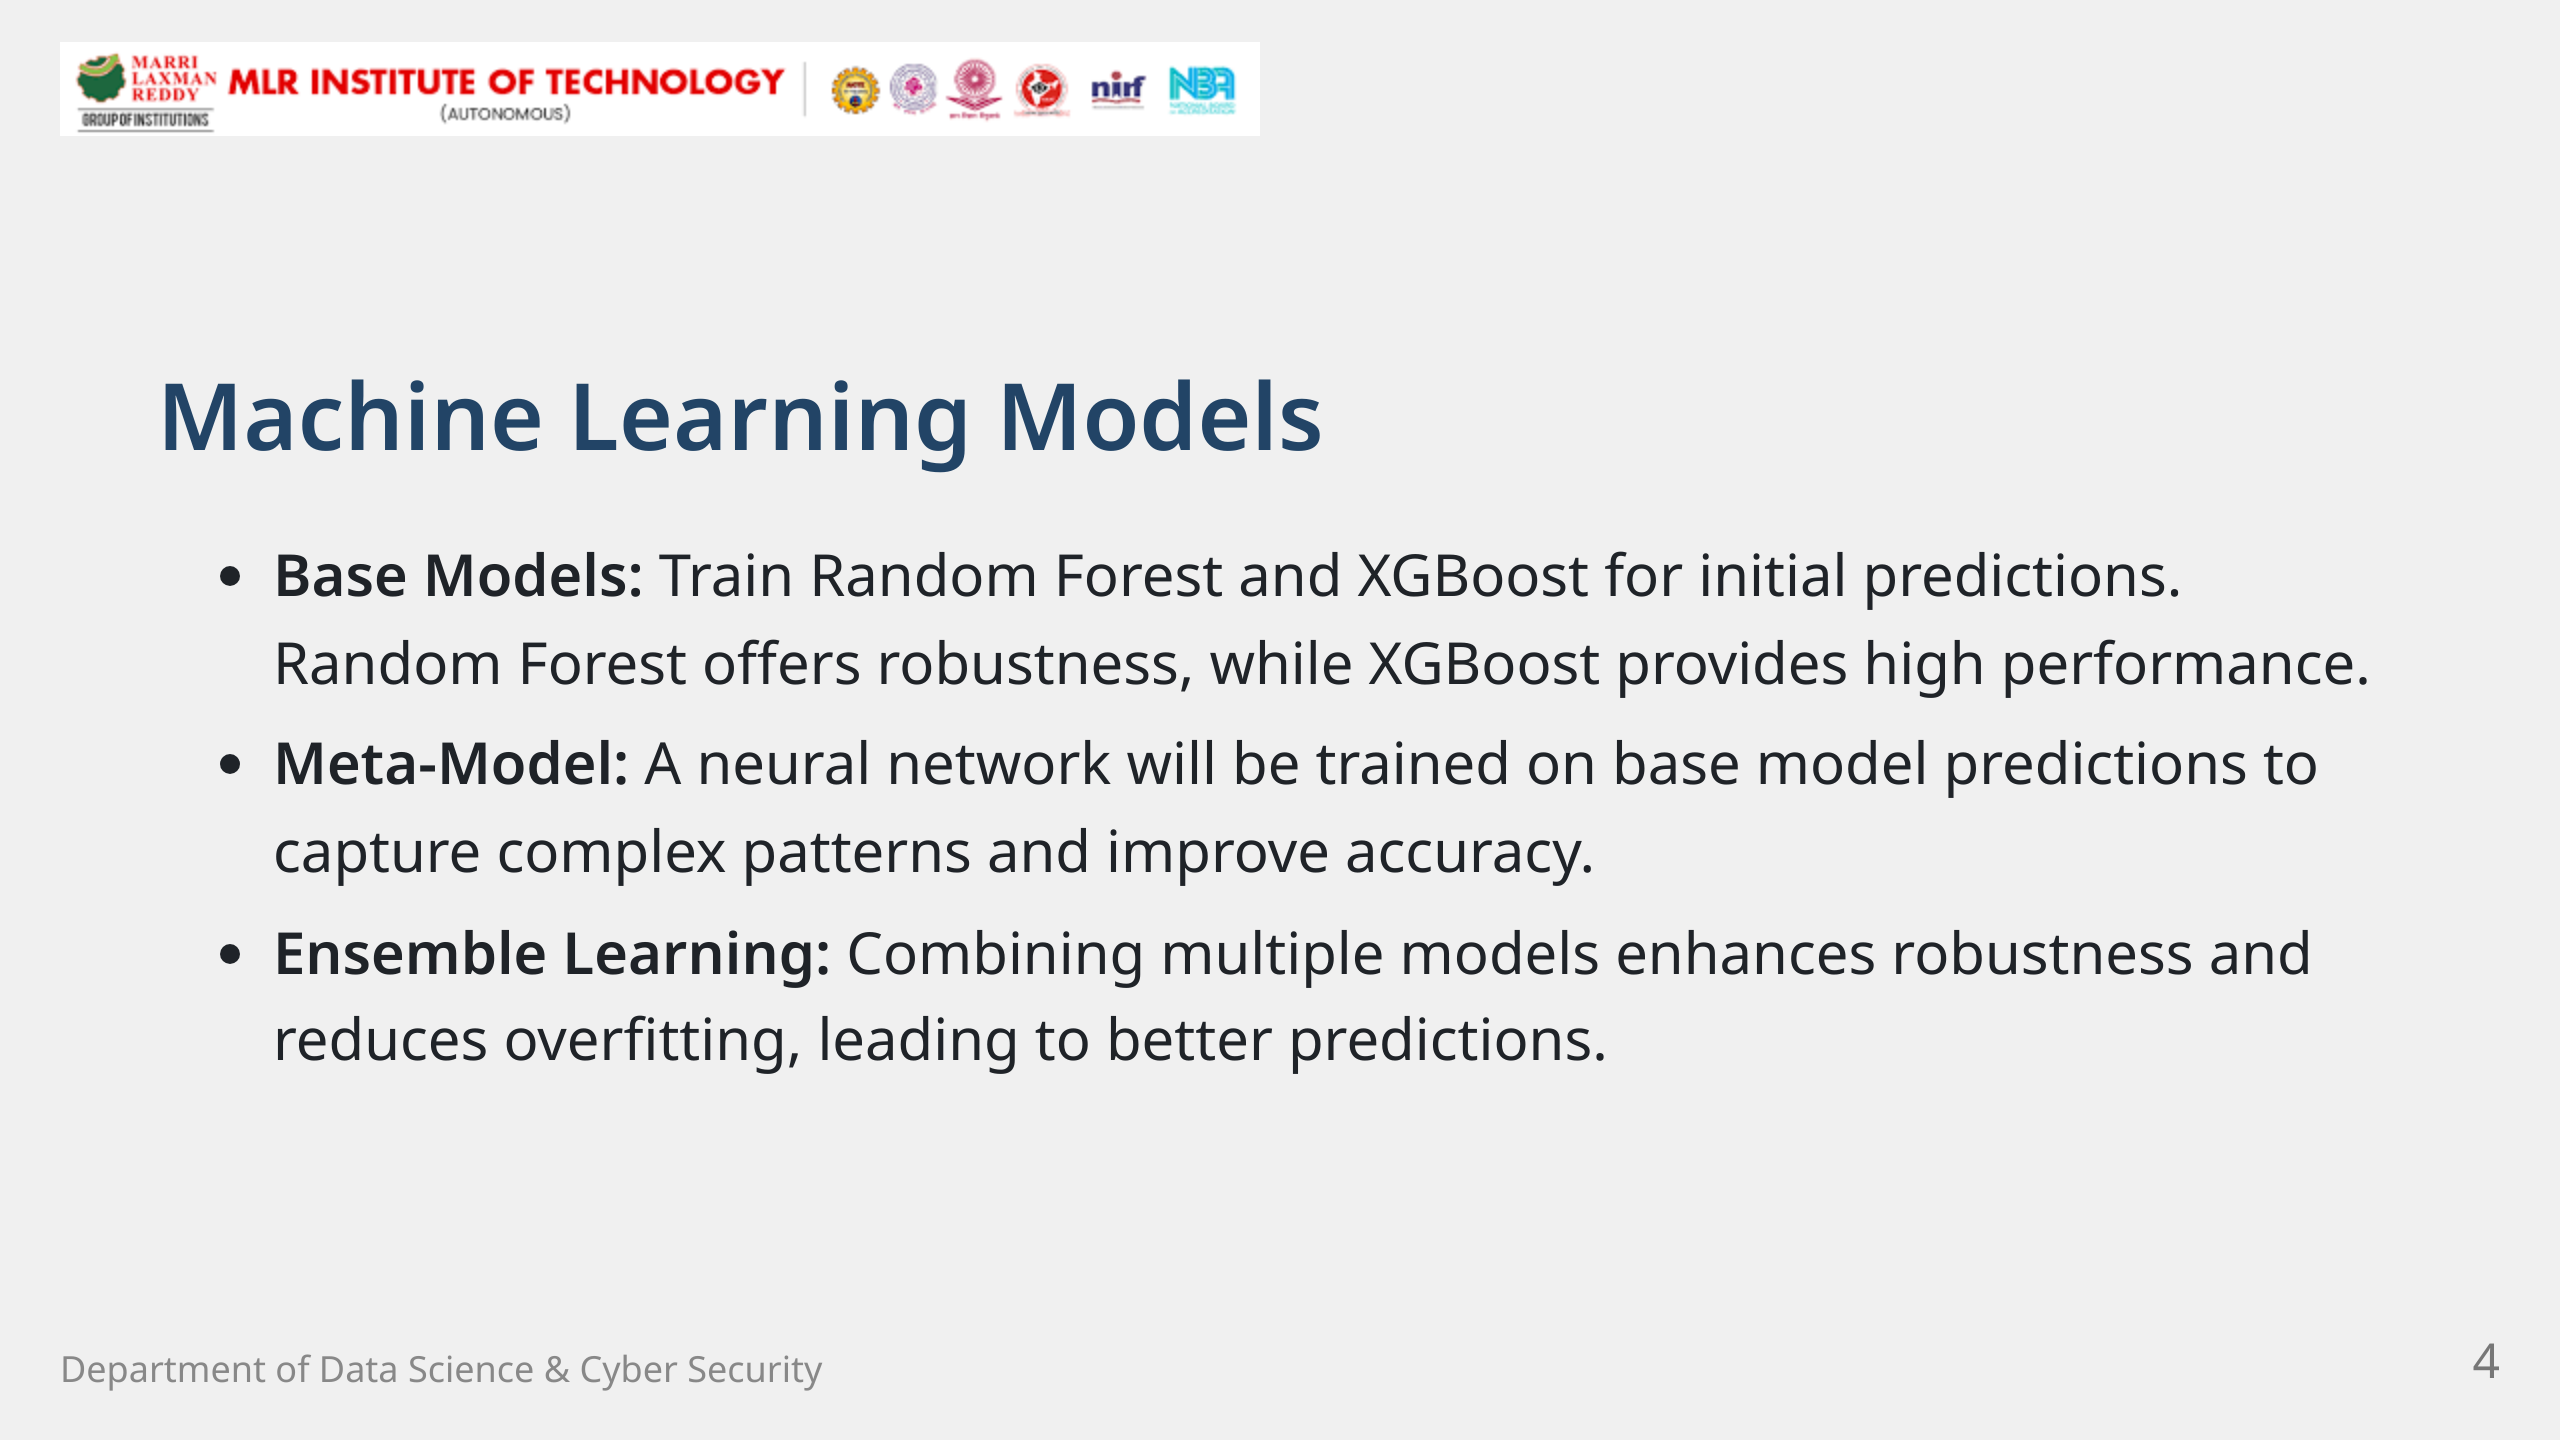 MARRI
LAXMAN
REDDY
GROUP OF INSTITUTIONS
MLR INSTITUTE OF TECHNOLOGY
(AUTONOMOUS)
nirf
NBA
Machine Learning Models
• Base Models: Train Random Forest and XGBoost for initial predictions.
Random Forest offers robustness, while XGBoost provides high performance.
• Meta-Model: A neural network will be trained on base model predictions to
capture complex patterns and improve accuracy.
• Ensemble Learning: Combining multiple models enhances robustness and
reduces overfitting, leading to better predictions.
Department of Data Science & Cyber Security
4